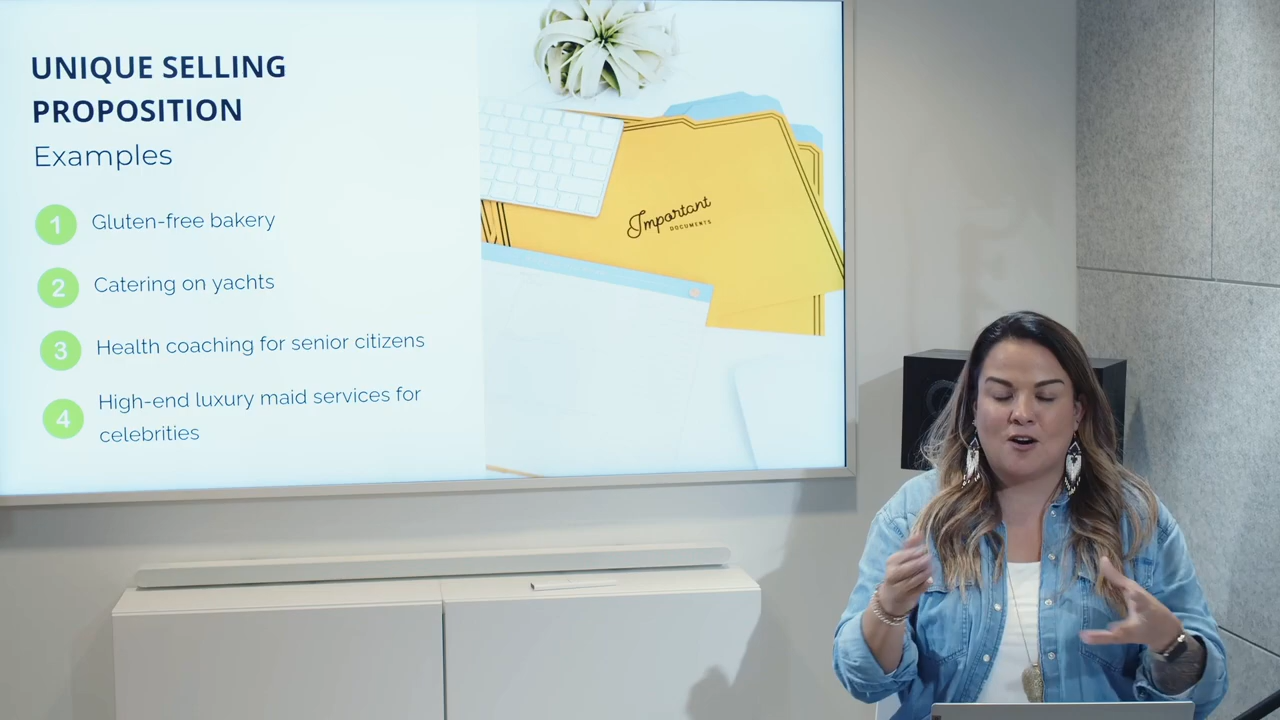 UNIQUE SELLING
PROPOSITION
Examples
1 Gluten-free bakery
2 Catering on yachts
3 Health coaching for senior citizens
4 High-end luxury maid services for
celebrities
Important
DOCUMENTS